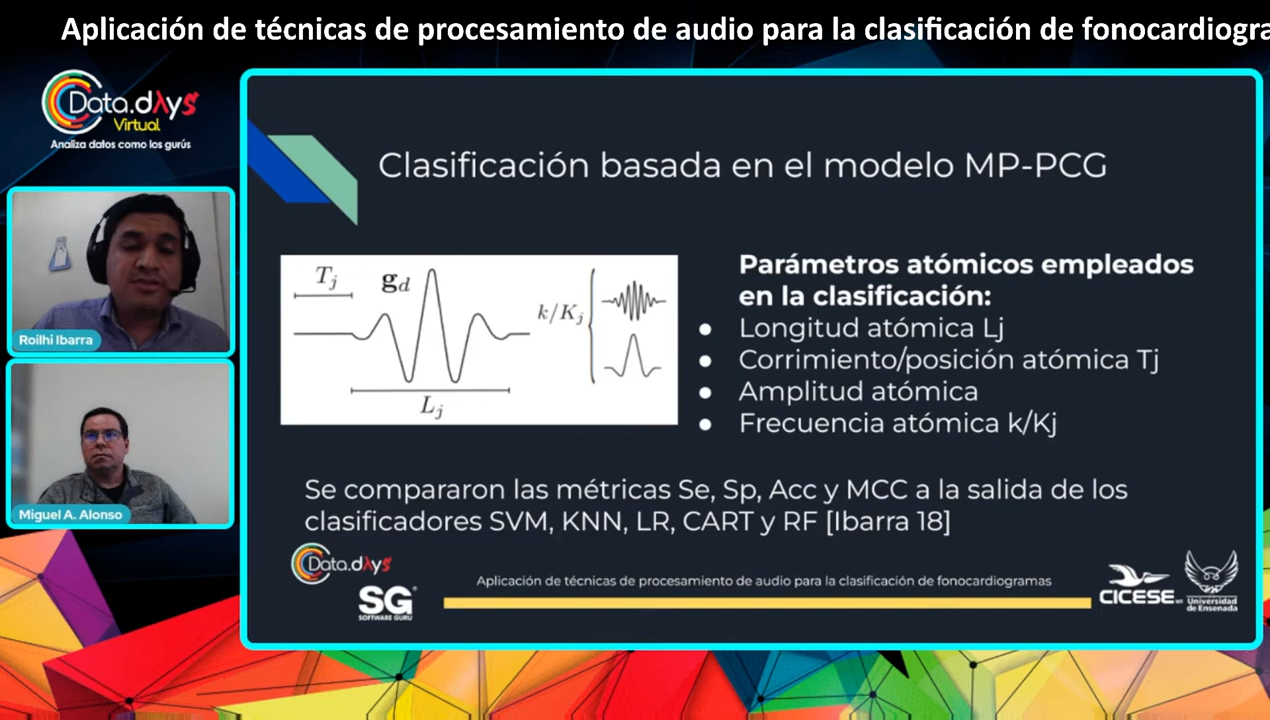 Aplicación de técnicas de procesamiento de audio para la clasificación de fonocardiogra
Data.dAys
Virtual
Analiza datos como los gurús
Clasificación basada en el modelo MP-PCG
Tj
gd
k/Kj
Lj
Parámetros atómicos empleados
en la clasificación:
● Longitud atómica Lj
● Corrimiento/posición atómica Tj
● Amplitud atómica
● Frecuencia atómica k/Kj
Roilhi Ibarra
Miguel A. Alonso
Se compararon las métricas Se, Sp, Acc y MCC a la salida de los
clasificadores SVM, KNN, LR, CART y RF [Ibarra 18]
Data.dAys
SG
SOFTWARE GURU
Aplicación de técnicas de procesamiento de audio para la clasificación de fonocardiogramas
CICESE
Universidad
de Ensenada